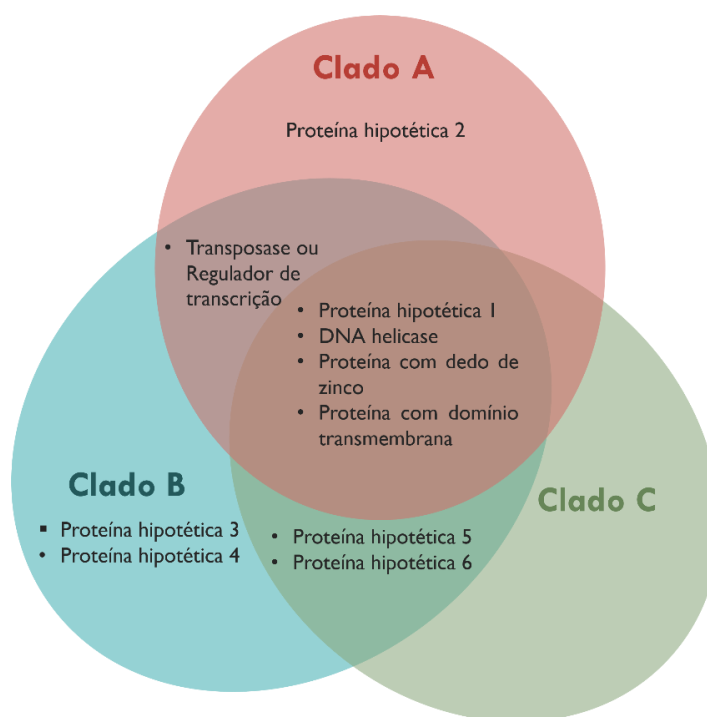 Clado A
Proteína hipotética 2
• Transposase ou
Regulador de
transcrição
• Proteína hipotética 1
• DNA helicase
• Proteína com dedo de
zinco
• Proteína com domínio
transmembrana
Clado B
▪ Proteína hipotética 3
• Proteína hipotética 4
Clado C
• Proteína hipotética 5
• Proteína hipotética 6